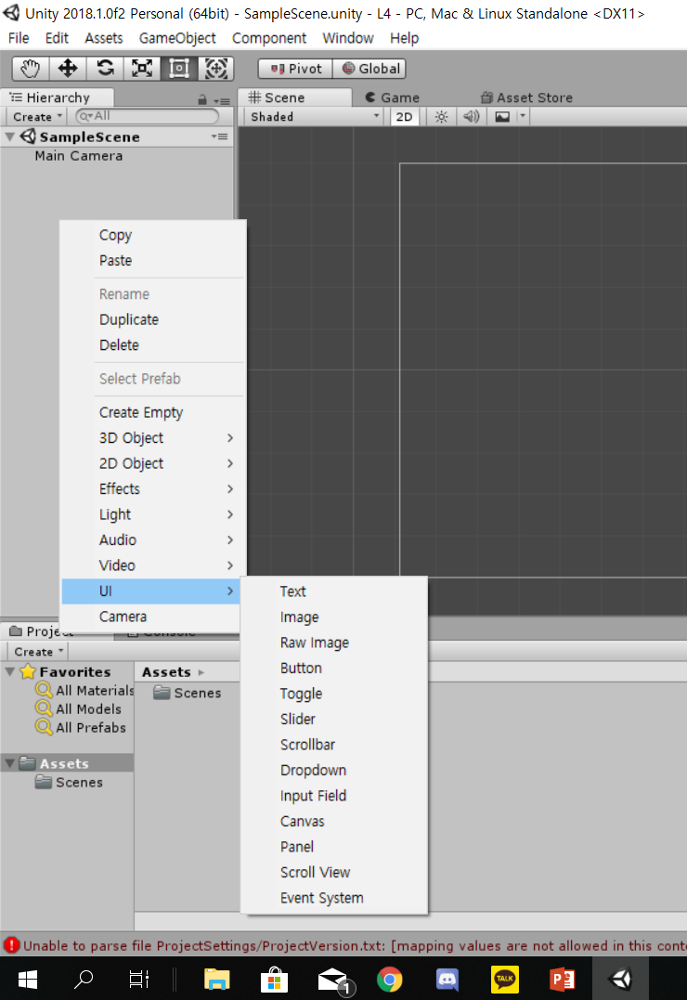 Unity 2018.1.0f2 Personal (64bit) - SampleScene.unity - L4 - PC, Mac & Linux Standalone <DX11>
File Edit Assets GameObject Component Window Help
Pivot Global
Hierarchy
Scene Game Asset Store
Create All
Shaded 2D
SampleScene
Main Camera
Copy
Paste
Rename
Duplicate
Delete
Select Prefab
Create Empty
3D Object
2D Object
Effects
Light
Audio
Video
UI
Camera
Text
Image
Raw Image
Button
Toggle
Slider
Scrollbar
Dropdown
Input Field
Canvas
Panel
Scroll View
Event System
Project Console
Create
Favorites
All Materials
All Models
All Prefabs
Assets
Scenes
Assets
Scenes
Unable to parse file ProjectSettings/ProjectVersion.txt: [mapping values are not allowed in this conte
1
TALK